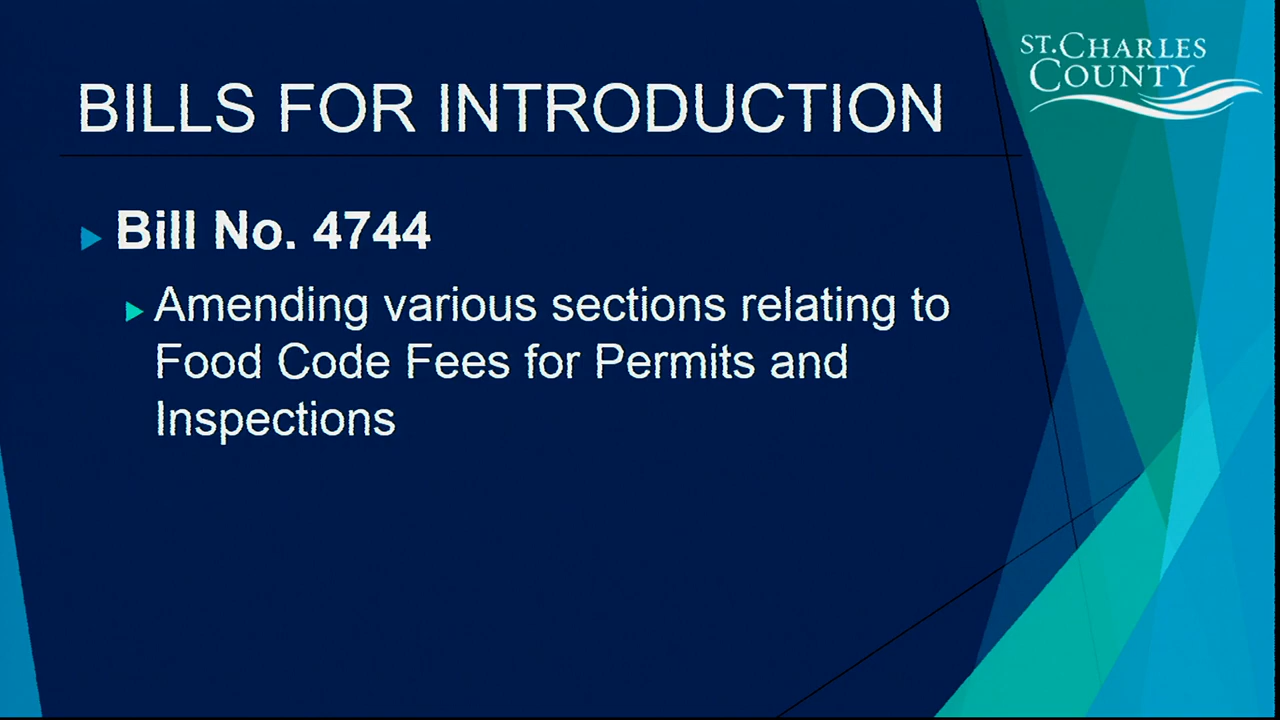 ST. CHARLES
COUNTY
BILLS FOR INTRODUCTION
Bill No. 4744
Amending various sections relating to
Food Code Fees for Permits and
Inspections